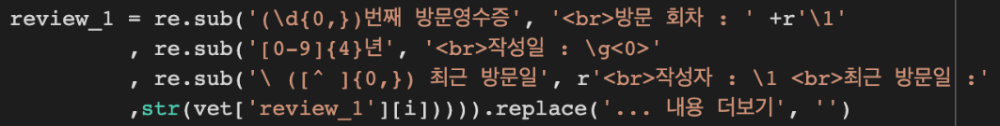 review_1 = re.sub('(\d{0,})번째 방문영수증', '<br>방문 회차 : ' +r'\1'
, re.sub('[0-9]{4}년', '<br>작성일 : \g<0>'
, re.sub('\ ([^ ]{0,}) 최근 방문일', r'<br>작성자 : \1 <br>최근 방문일 :'
,str(vet['review_1'][i])))).replace('... 내용 더보기', '')